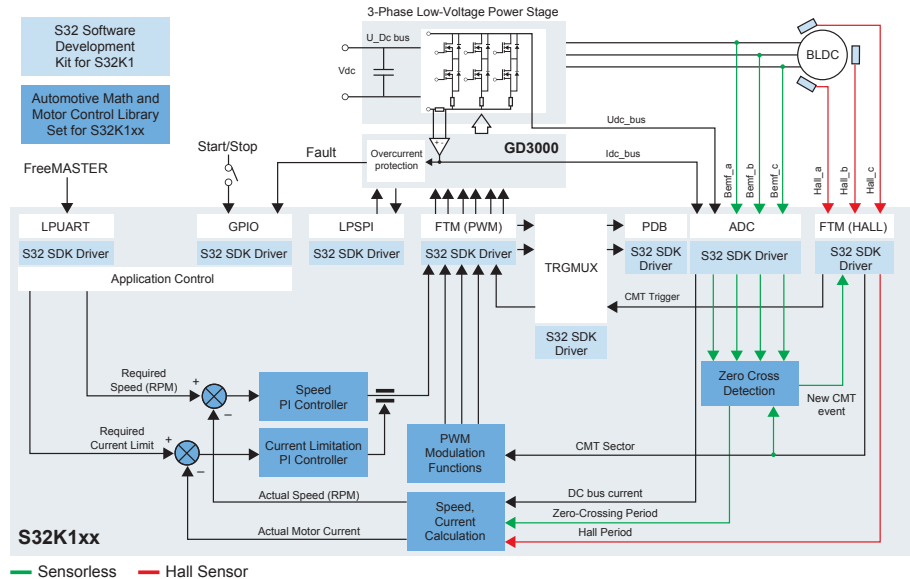 3-Phase Low-Voltage Power Stage
S32 Software
Development
Kit for S32K1
Automotive Math and
Motor Control Library
Set for S32K1xx
U_Dc bus
Vdc
+ -
BLDC
Udc_bus
GD3000
Idc_bus
Overcurrent
protection
Fault
Start/Stop
FreeMASTER
Bemf_a
Bemf_b
Bemf_c
Hall_a
Hall_b
Hall_c
LPUART
S32 SDK Driver
GPIO
S32 SDK Driver
LPSPI
S32 SDK Driver
FTM (PWM)
S32 SDK Driver
TRGMUX
S32 SDK
Driver
PDB
S32 SDK
Driver
ADC
S32 SDK Driver
FTM (HALL)
S32 SDK
Driver
Application Control
CMT Trigger
Required
Speed (RPM)
+
–
Speed
PI Controller
Zero Cross
Detection
New CMT
event
Required
Current Limit
+
–
Current Limitation
PI Controller
PWM
Modulation
Functions
CMT Sector
Actual Speed (RPM)
DC bus current
Speed,
Current
Calculation
Zero-Crossing Period
Actual Motor Current
Hall Period
S32K1xx
Sensorless
Hall Sensor